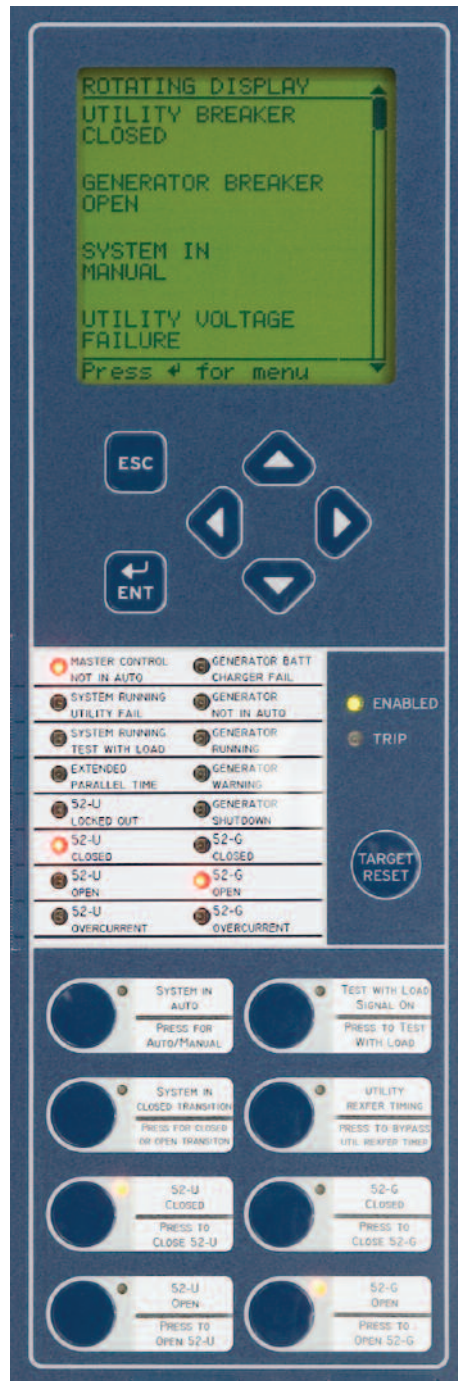 ROTATING DISPLAY
UTILITY BREAKER
CLOSED
GENERATOR BREAKER
OPEN
SYSTEM IN
MANUAL
UTILITY VOLTAGE
FAILURE
Press ↵ for menu
ESC
ENT
MASTER CONTROL
NOT IN AUTO
GENERATOR BATT
CHARGER FAIL
SYSTEM RUNNING
UTILITY FAIL
GENERATOR
NOT IN AUTO
SYSTEM RUNNING
TEST WITH LOAD
GENERATOR
RUNNING
EXTENDED
PARALLEL TIME
GENERATOR
WARNING
52-U
LOCKED OUT
GENERATOR
SHUTDOWN
52-U
CLOSED
52-G
CLOSED
52-U
OPEN
52-G
OPEN
52-U
OVERCURRENT
52-G
OVERCURRENT
ENABLED
TRIP
TARGET
RESET
SYSTEM IN
AUTO
PRESS FOR
AUTO/MANUAL
TEST WITH LOAD
SIGNAL ON
PRESS TO TEST
WITH LOAD
SYSTEM IN
CLOSED TRANSITION
PRESS FOR CLOSED
OR OPEN TRANSITON
UTILITY
REXFER TIMING
PRESS TO BYPASS
UTIL REXFER TIMER
52-U
CLOSED
PRESS TO
CLOSE 52-U
52-G
CLOSED
PRESS TO
CLOSE 52-G
52-U
OPEN
PRESS TO
OPEN 52-U
52-G
OPEN
PRESS TO
OPEN 52-G